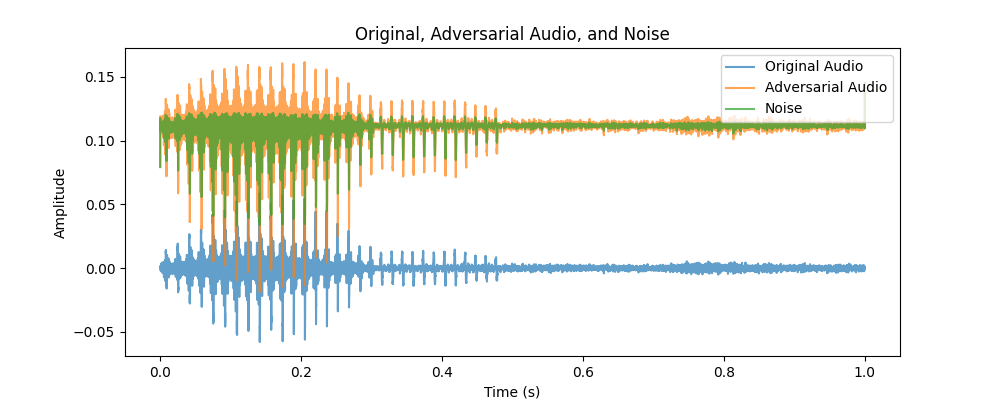 Original, Adversarial Audio, and Noise
Original Audio
Adversarial Audio
Noise
0.15
0.10
0.05
0.00
−0.05
Amplitude
0.0 0.2 0.4 0.6 0.8 1.0
Time (s)